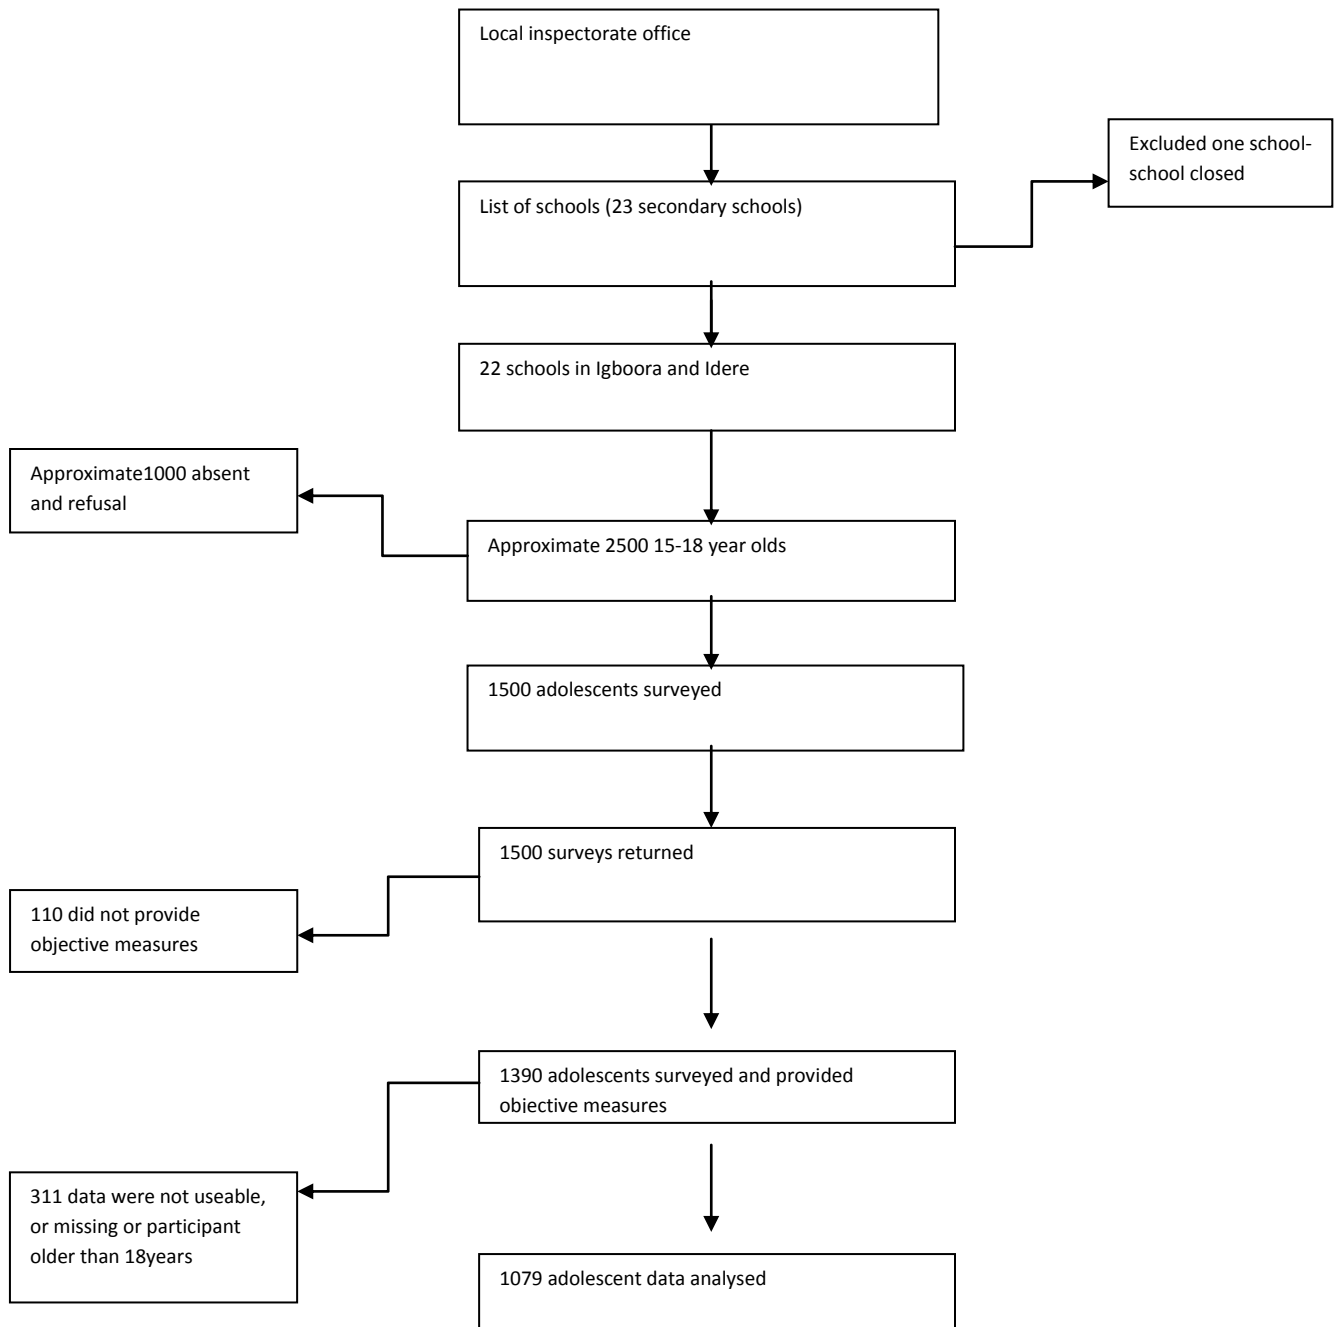 Local inspectorate office
Excluded one school-
school closed
List of schools (23 secondary schools)
22 schools in Igboora and Idere
Approximate1000 absent
and refusal
Approximate 2500 15-18 year olds
1500 adolescents surveyed
1500 surveys returned
110 did not provide
objective measures
1390 adolescents surveyed and provided
objective measures
311 data were not useable,
or missing or participant
older than 18years
1079 adolescent data analysed